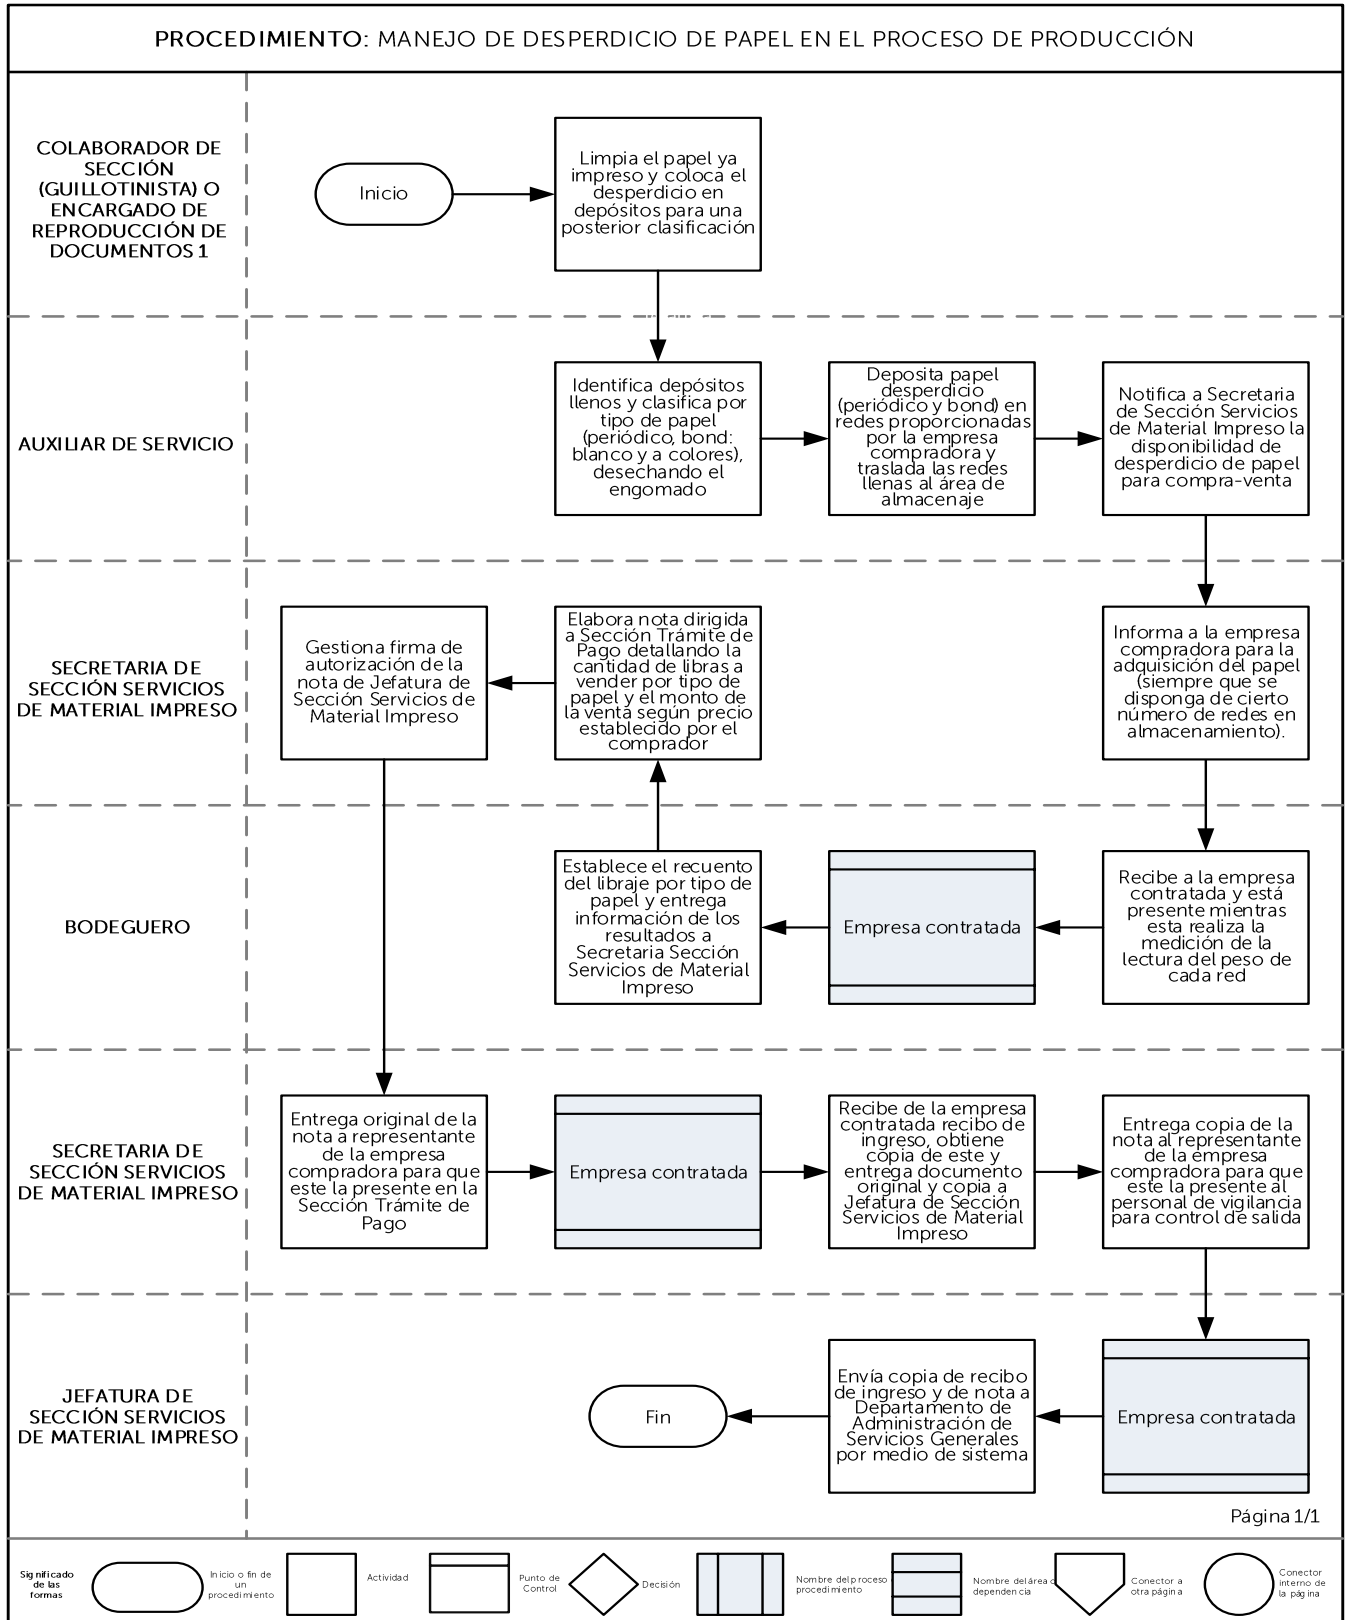 PROCEDIMIENTO: MANEJO DE DESPERDICIO DE PAPEL EN EL PROCESO DE PRODUCCIÓN
COLABORADOR DE
SECCIÓN
(GUILLOTINISTA) O
ENCARGADO DE
REPRODUCCIÓN DE
DOCUMENTOS 1
Inicio
Limpia el papel ya
impreso y coloca el
desperdicio en
depósitos para una
posterior clasificación
AUXILIAR DE SERVICIO
Identifica depósitos
llenos y clasifica por
tipo de papel
(periódico, bond:
blanco y a colores),
desechando el
engomado
Deposita papel
desperdicio
(periódico y bond) en
redes proporcionadas
por la empresa
compradora y
traslada las redes
llenas al área de
almacenaje
Notifica a Secretaria
de Sección Servicios
de Material Impreso la
disponibilidad de
desperdicio de papel
para compra-venta
SECRETARIA DE
SECCIÓN SERVICIOS
DE MATERIAL IMPRESO
Gestiona firma de
autorización de la
nota de Jefatura de
Sección Servicios de
Material Impreso
Elabora nota dirigida
a Sección Trámite de
Pago detallando la
cantidad de libras a
vender por tipo de
papel y el monto de
la venta según precio
establecido por el
comprador
Informa a la empresa
compradora para la
adquisición del papel
(siempre que se
disponga de cierto
número de redes en
almacenamiento).
BODEGUERO
Establece el recuento
del libraje por tipo de
papel y entrega
información de los
resultados a
Secretaria Sección
Servicios de Material
Impreso
Empresa contratada
Recibe a la empresa
contratada y está
presente mientras
esta realiza la
medición de la
lectura del peso de
cada red
SECRETARIA DE
SECCIÓN SERVICIOS
DE MATERIAL IMPRESO
Entrega original de la
nota a representante
de la empresa
compradora para que
este la presente en la
Sección Trámite de
Pago
Empresa contratada
Recibe de la empresa
contratada recibo de
ingreso, obtiene
copia de este y
entrega documento
original y copia a
Jefatura de Sección
Servicios de Material
Impreso
Entrega copia de la
nota al representante
de la empresa
compradora para que
este la presente al
personal de vigilancia
para control de salida
JEFATURA DE
SECCIÓN SERVICIOS
DE MATERIAL IMPRESO
Fin
Envía copia de recibo
de ingreso y de nota a
Departamento de
Administración de
Servicios Generales
por medio de sistema
Empresa contratada
Página 1/1
Significado
de las
formas
Inicio o fin de
un
procedimiento
Actividad
Punto de
Control
Decisión
Nombre del proceso
procedimiento
Nombre del área
dependencia
Conector a
otra página
Conector
interno de
la página